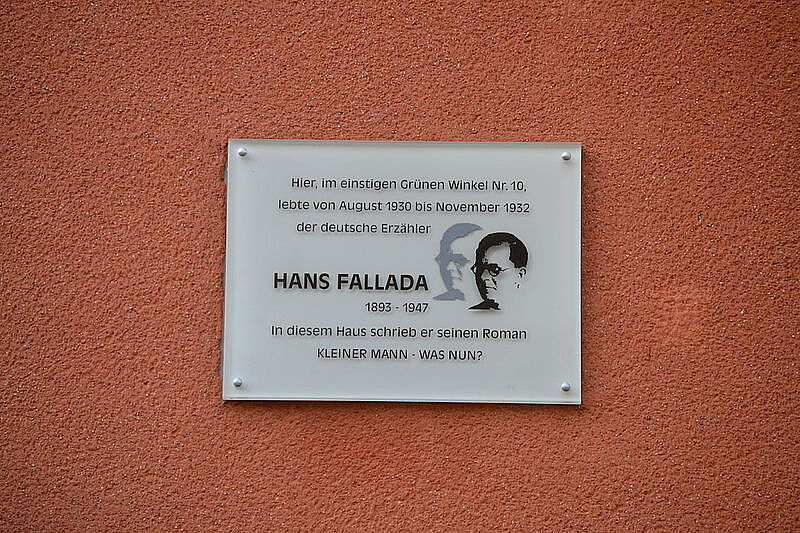 Hier, im einstigen Grünen Winkel Nr. 10,
lebte von August 1930 bis November 1932
der deutsche Erzähler
HANS FALLADA
1893 - 1947
In diesem Haus schrieb er seinen Roman
KLEINER MANN - WAS NUN?